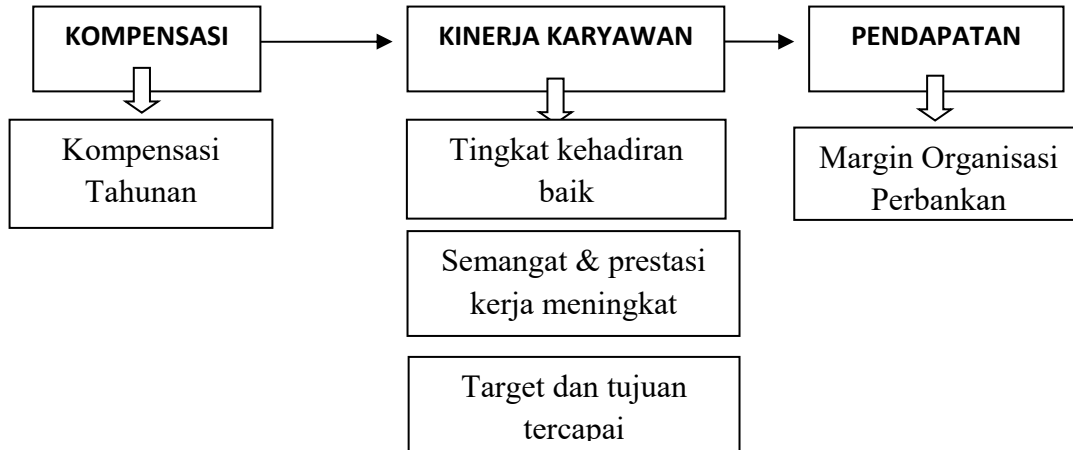 KOMPENSASI
KINERJA KARYAWAN
PENDAPATAN
Kompensasi
Tahunan
Tingkat kehadiran
baik
Semangat & prestasi
kerja meningkat
Target dan tujuan
tercapai
Margin Organisasi
Perbankan